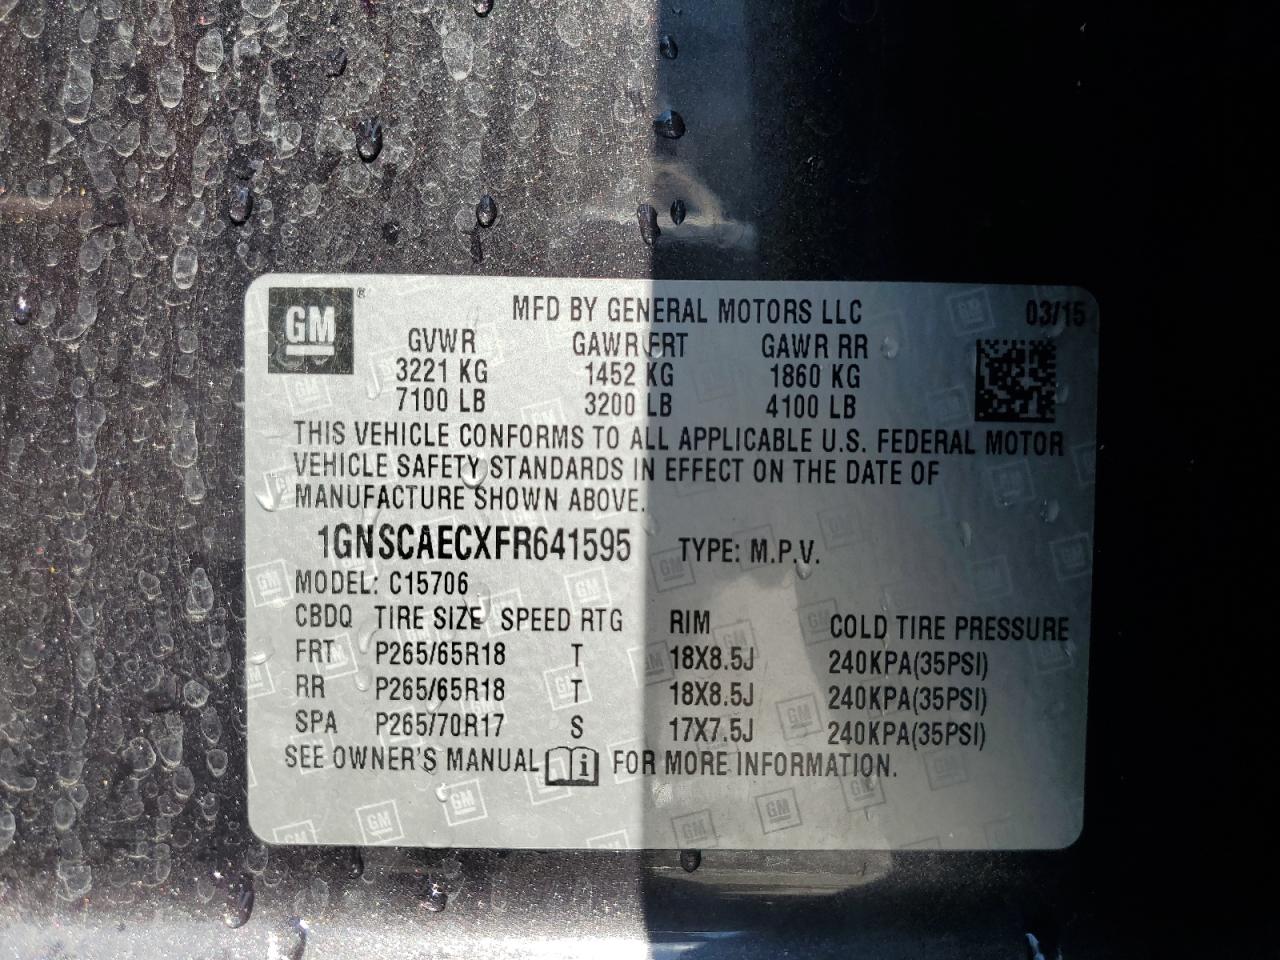 GM® MFD BY GENERAL MOTORS LLC 03/15
GVWR GAWR FRT GAWR RR
3221 KG 1452 KG 1860 KG
7100 LB 3200 LB 4100 LB
THIS VEHICLE CONFORMS TO ALL APPLICABLE U.S. FEDERAL MOTOR
VEHICLE SAFETY STANDARDS IN EFFECT ON THE DATE OF
MANUFACTURE SHOWN ABOVE.
1GNSCAECXFR641595 TYPE: M.P.V.
MODEL: C15706
CBDQ TIRE SIZE SPEED RTG RIM COLD TIRE PRESSURE
FRT P265/65R18 T 18X8.5J 240KPA(35PSI)
RR P265/65R18 T 18X8.5J 240KPA(35PSI)
SPA P265/70R17 S 17X7.5J 240KPA(35PSI)
SEE OWNER'S MANUAL i FOR MORE INFORMATION.